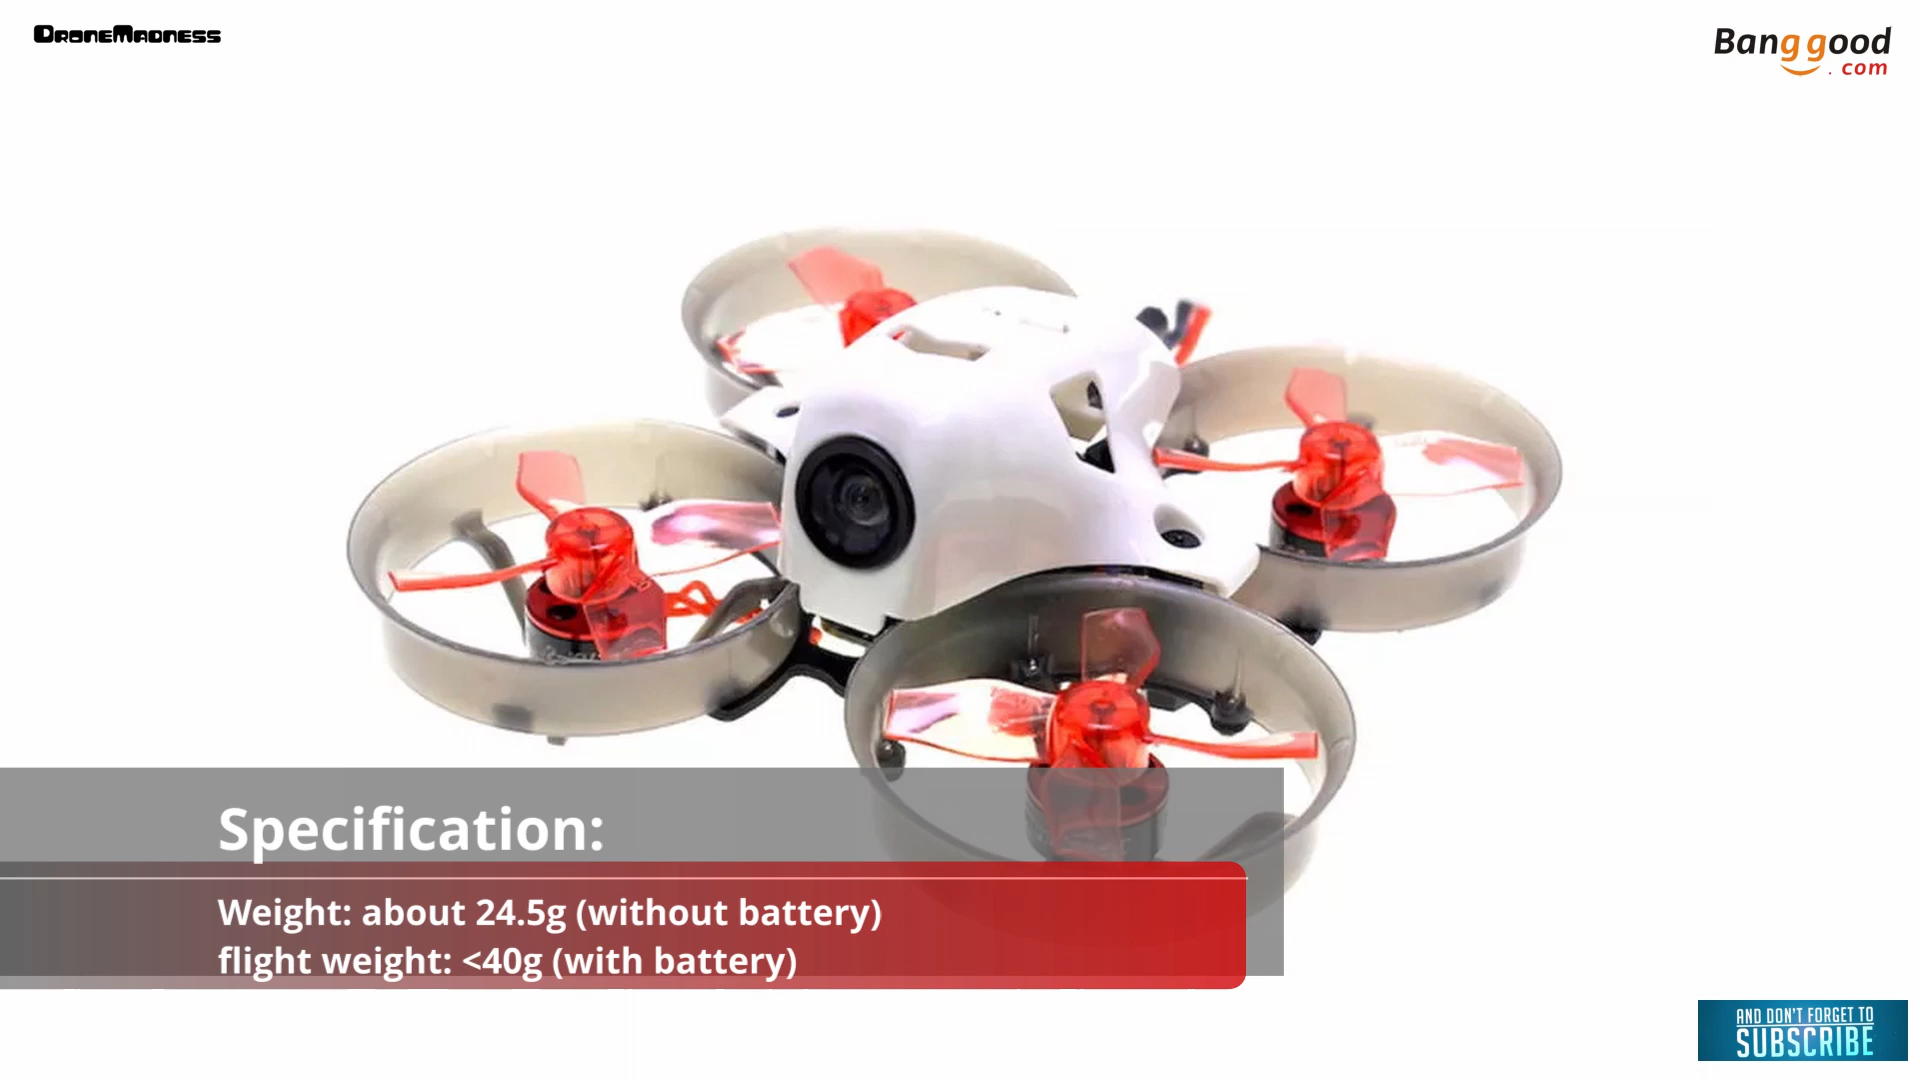 DroneMadness
Banggood
.com
Specification:
Weight: about 24.5g (without battery)
flight weight: <40g (with battery)
AND DON'T FORGET TO
SUBSCRIBE